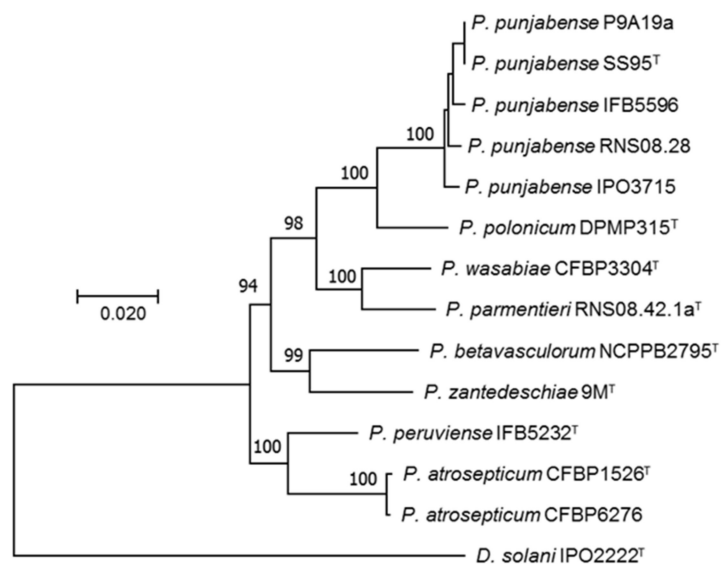 P. punjabense P9A19a
P. punjabense SS95ᵀ
P. punjabense IFB5596
100
P. punjabense RNS08.28
100
P. punjabense IPO3715
98
P. polonicum DPMP315ᵀ
100
P. wasabiae CFBP3304ᵀ
94
P. parmentieri RNS08.42.1aᵀ
0.020
99
P. betavasculorum NCPPB2795ᵀ
P. zantedeschiae 9Mᵀ
P. peruviense IFB5232ᵀ
100
100
P. atrosepticum CFBP1526ᵀ
P. atrosepticum CFBP6276
D. solani IPO2222ᵀ